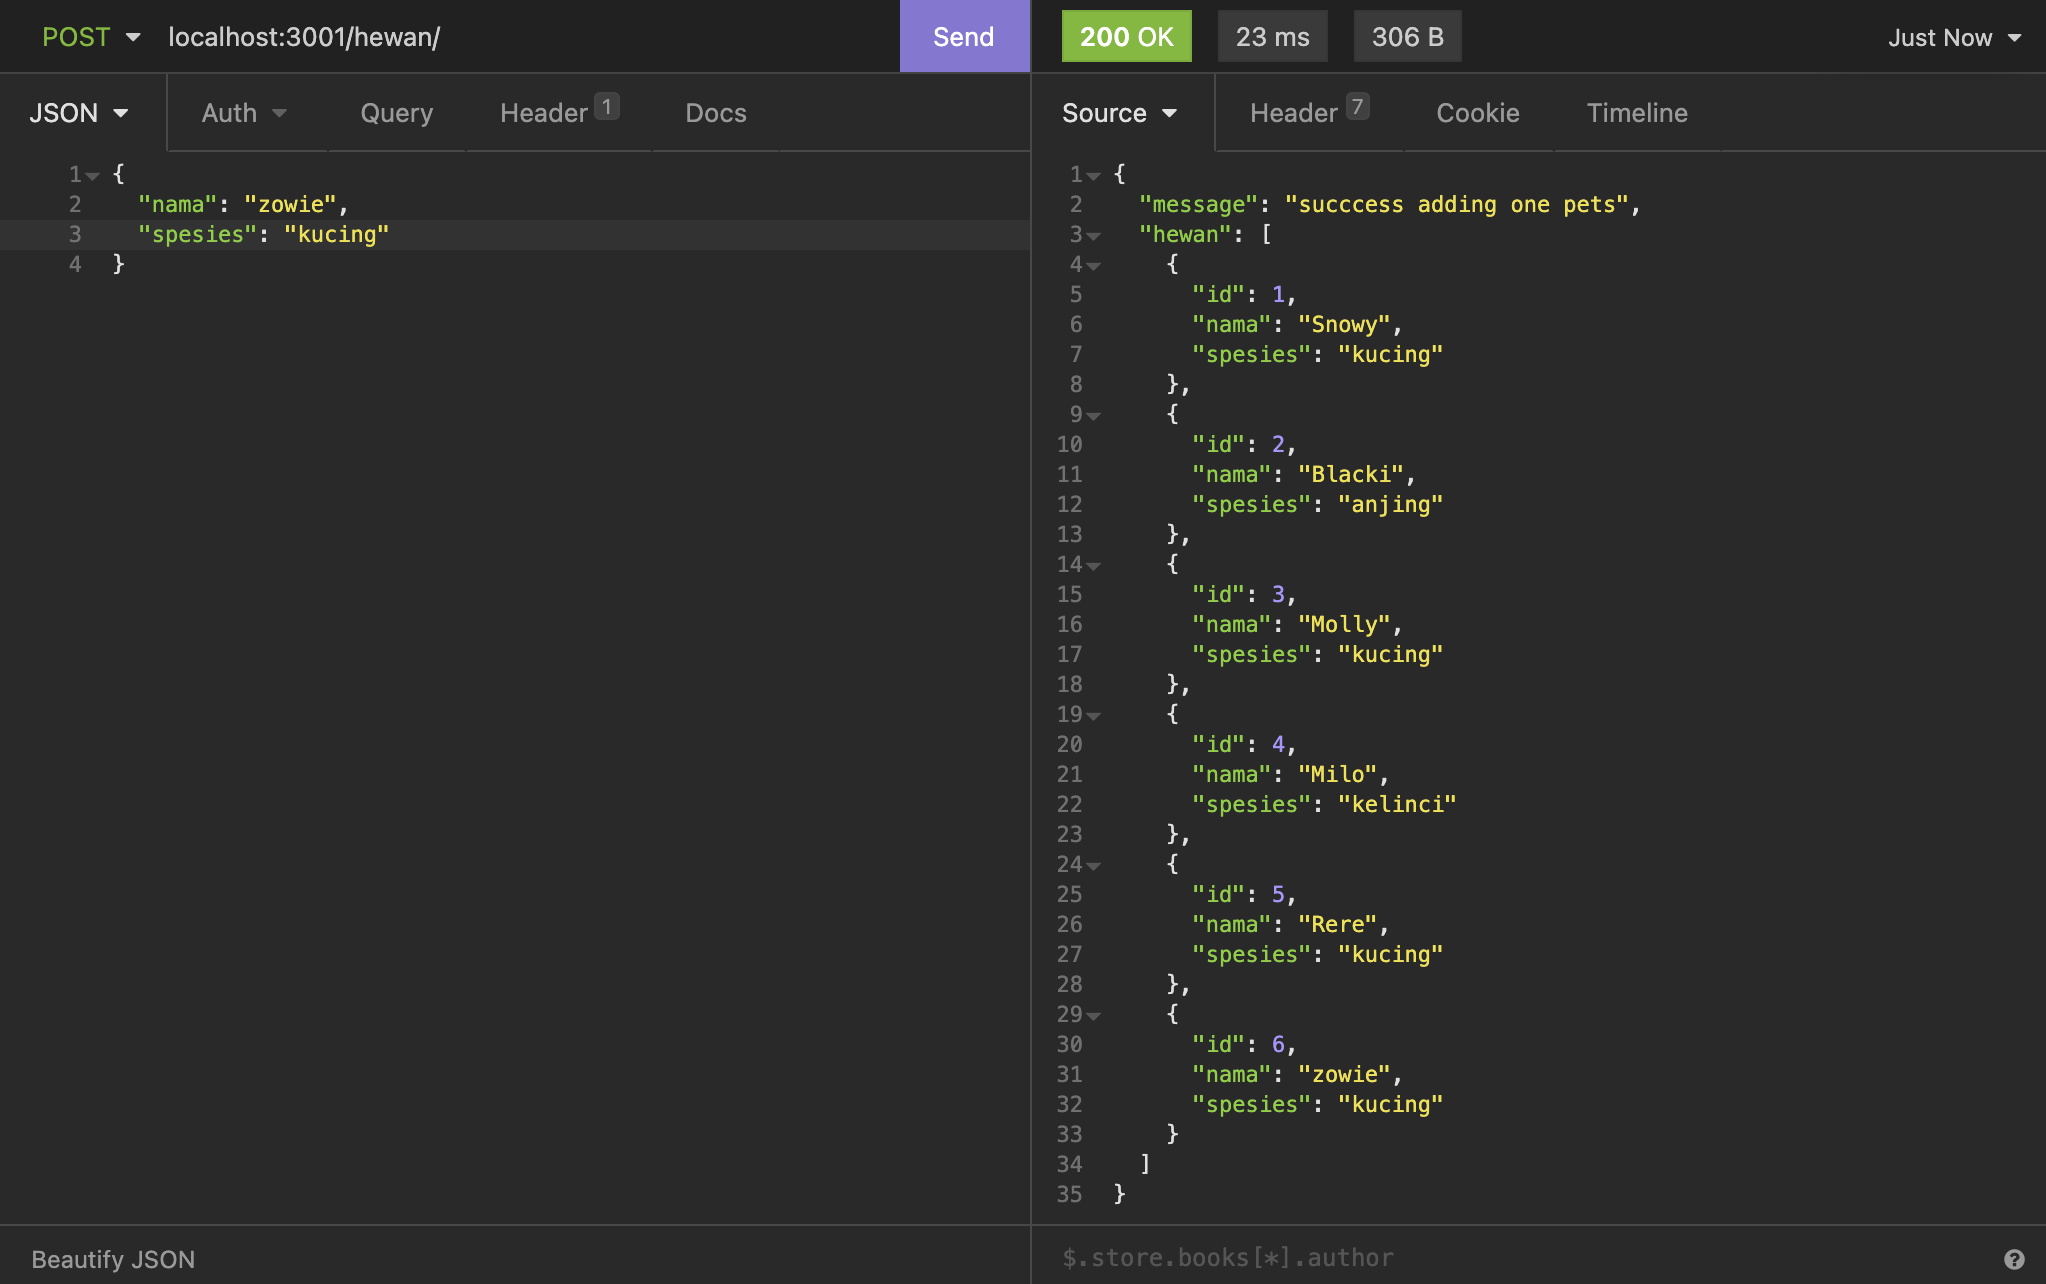 POST localhost:3001/hewan/ Send
JSON Auth Query Header 1 Docs
1 {
2 "nama": "zowie",
3 "spesies": "kucing"
4 }
Beautify JSON
200 OK 23 ms 306 B Just Now
Source Header 7 Cookie Timeline
1 {
2 "message": "succcess adding one pets",
3 "hewan": [
4 {
5 "id": 1,
6 "nama": "Snowy",
7 "spesies": "kucing"
8 },
9 {
10 "id": 2,
11 "nama": "Blacki",
12 "spesies": "anjing"
13 },
14 {
15 "id": 3,
16 "nama": "Molly",
17 "spesies": "kucing"
18 },
19 {
20 "id": 4,
21 "nama": "Milo",
22 "spesies": "kelinci"
23 },
24 {
25 "id": 5,
26 "nama": "Rere",
27 "spesies": "kucing"
28 },
29 {
30 "id": 6,
31 "nama": "zowie",
32 "spesies": "kucing"
33 }
34 ]
35 }
$.store.books[*].author ?